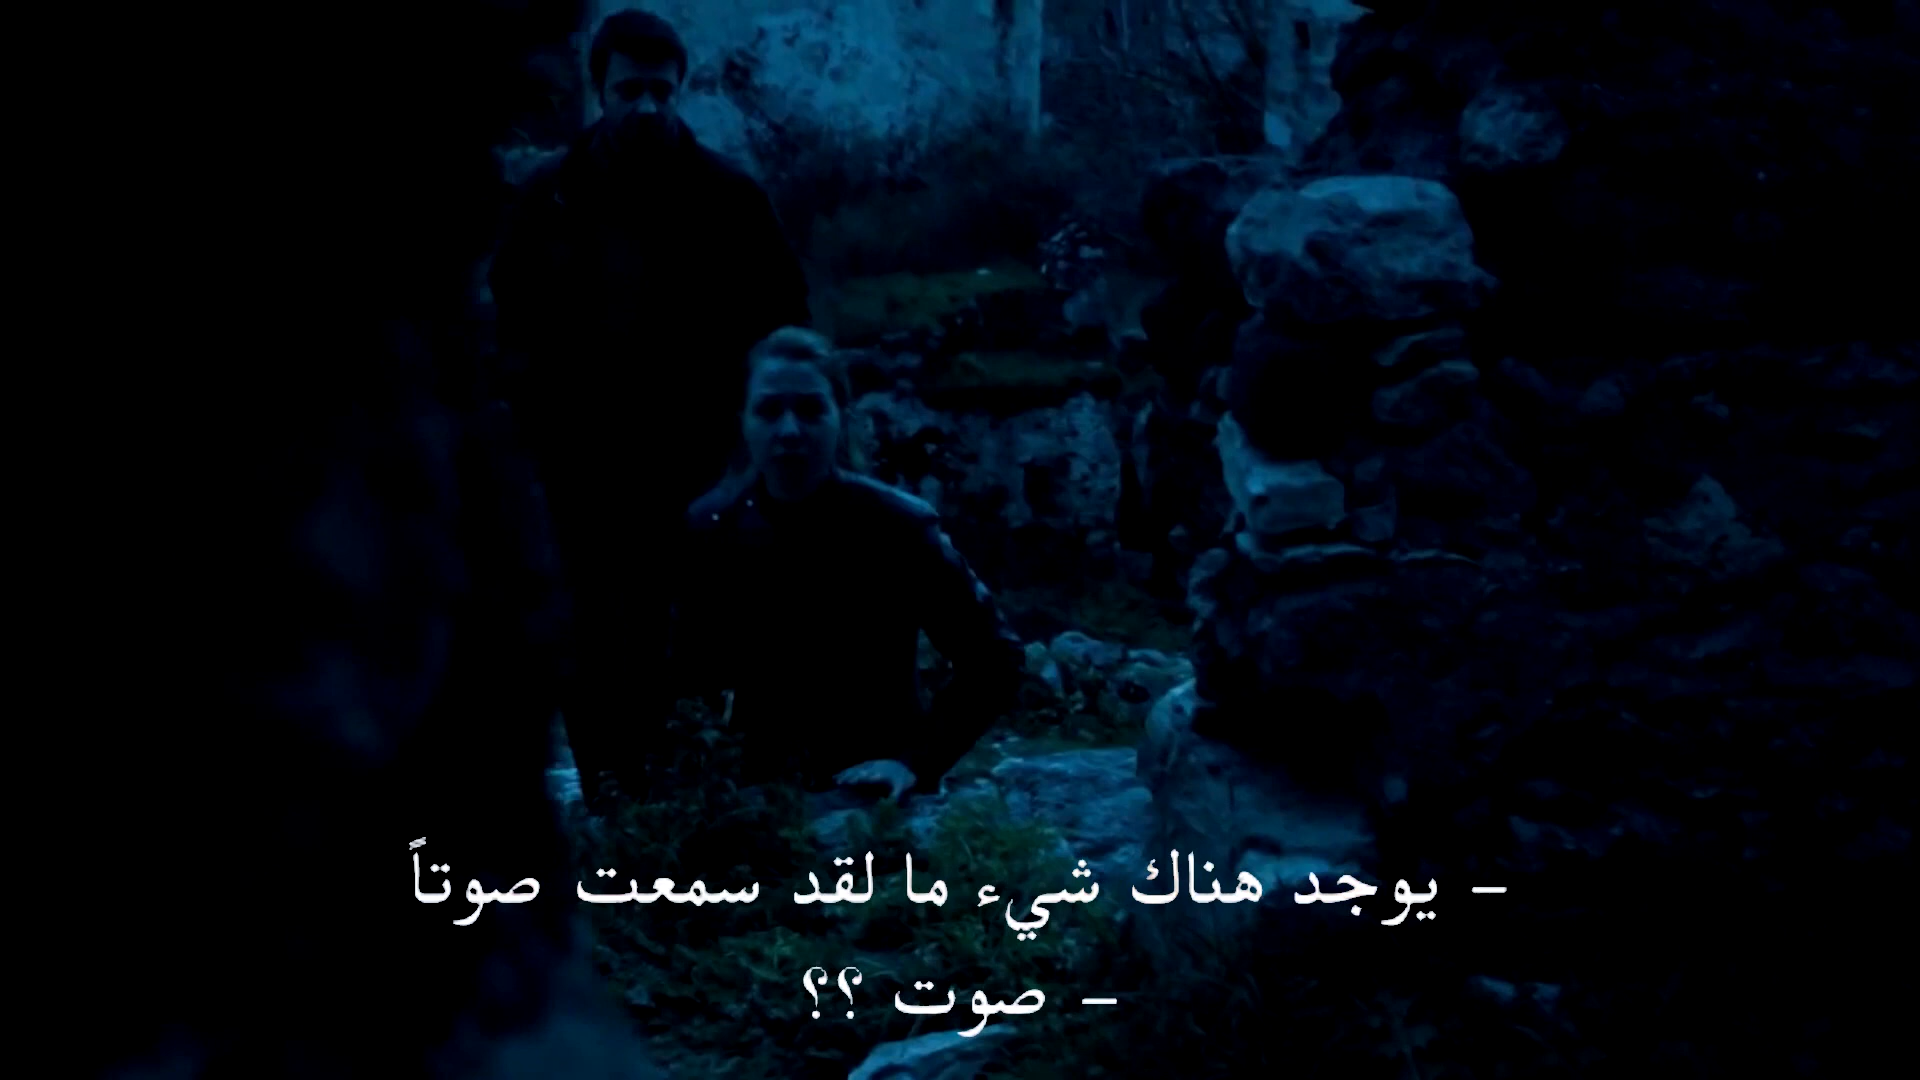 - يوجد هناك شيء ما لقد سمعت صوتاً
- صوت ؟؟